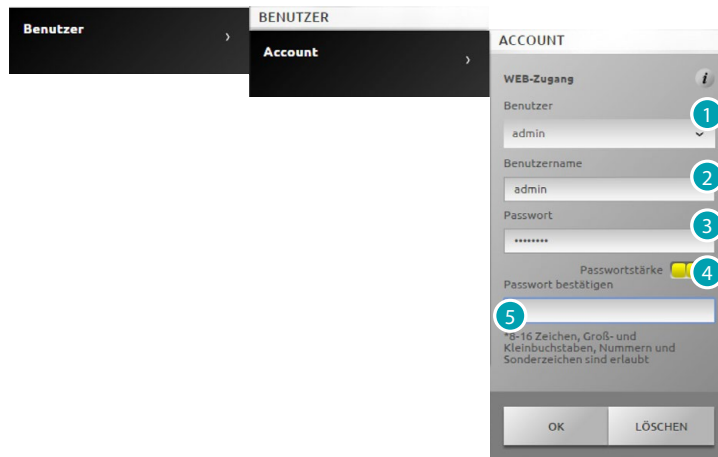 Benutzer
›
BENUTZER
Account
›
ACCOUNT
WEB-Zugang i
Benutzer
1
admin
Benutzername
2
admin
Passwort
3
••••••••
Passwortstärke 4
Passwort bestätigen
5
*8-16 Zeichen, Groß- und
Kleinbuchstaben, Nummern und
Sonderzeichen sind erlaubt
OK LÖSCHEN